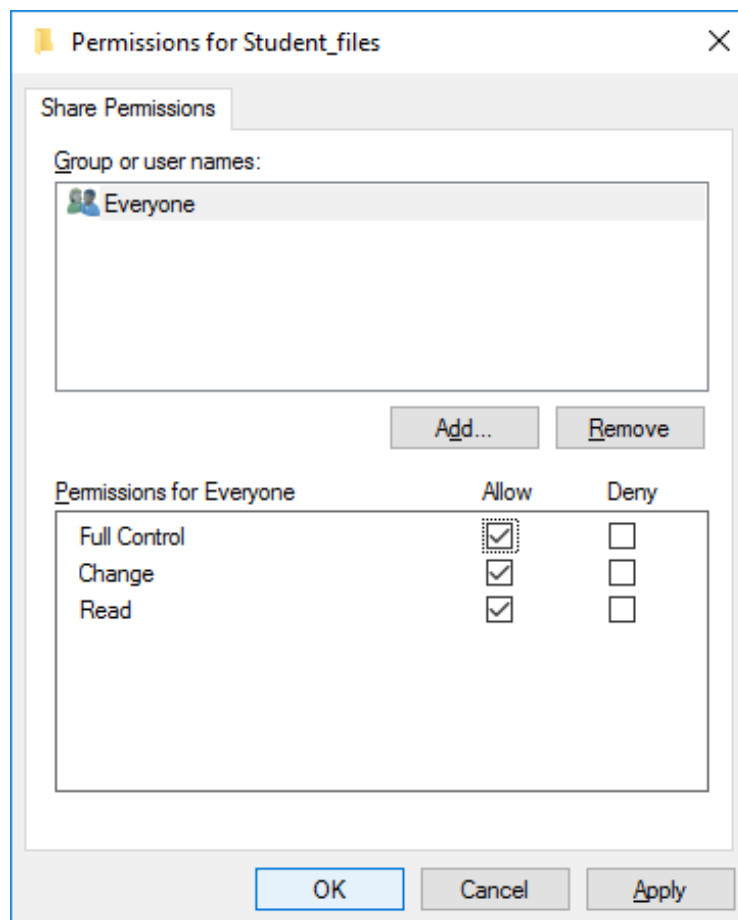 Permissions for Student_files
Share Permissions
Group or user names:
Everyone
Add...
Remove
Permissions for Everyone Allow Deny
Full Control
Change
Read
OK
Cancel
Apply